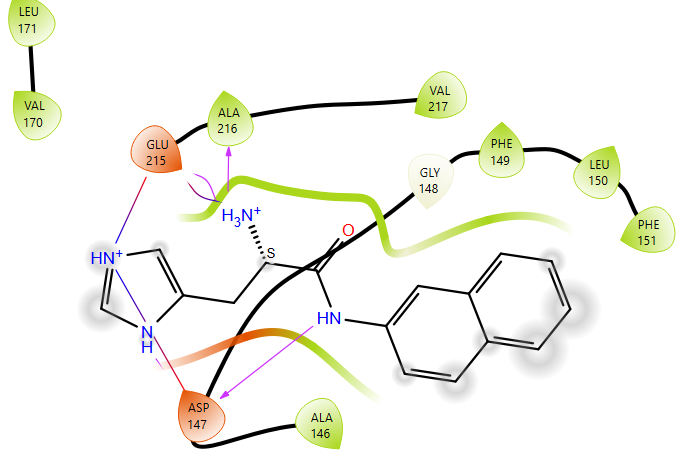 LEU
171
VAL
170
ALA
216
VAL
217
GLU
215
GLY
148
PHE
149
LEU
150
PHE
151
H₃N⁺
S
O
HN⁺
N
H
HN
ASP
147
ALA
146